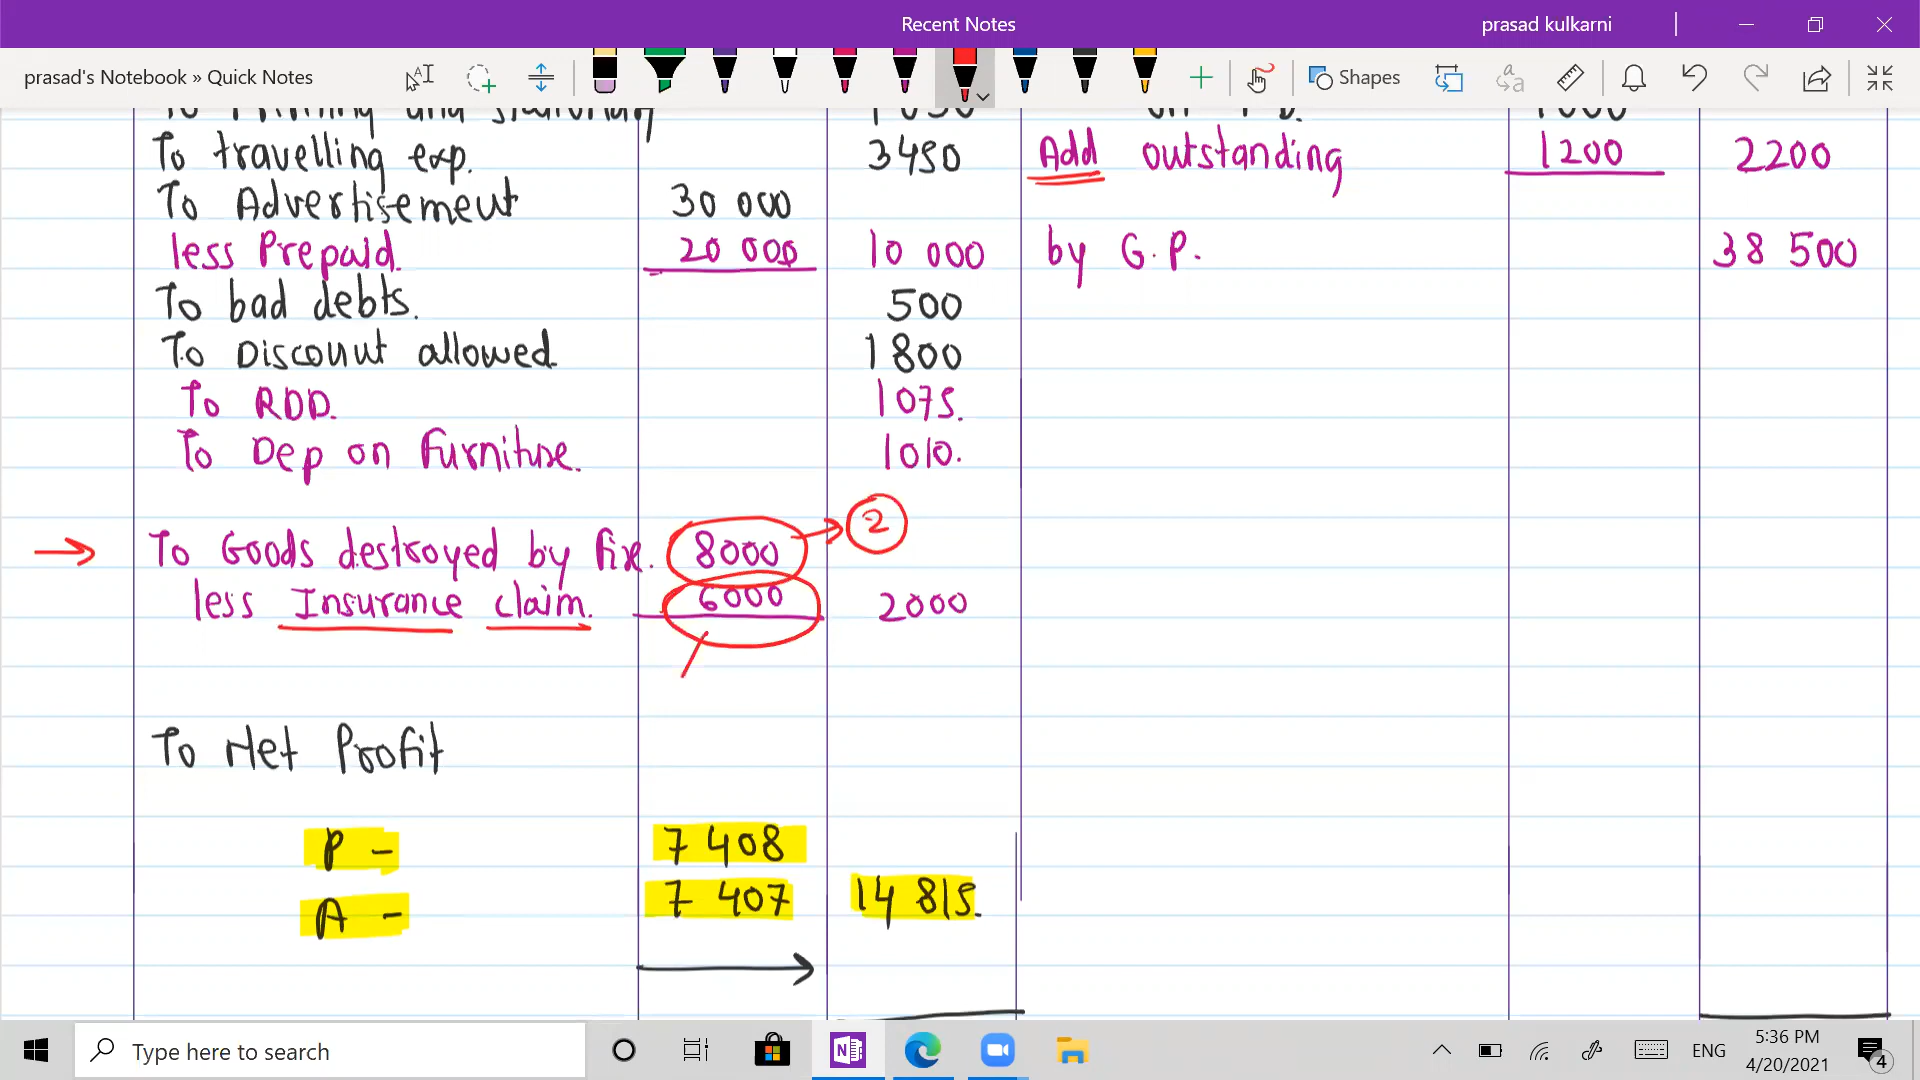 Recent Notes
prasad kulkarni
prasad's Notebook » Quick Notes
Shapes
To travelling exp. 3450
Add outstanding 1200 2200
To Advertisement 30 000
less Prepaid. 20 000 10 000
by G.P. 38 500
To bad debts. 500
To Discount allowed 1800
To RDD. 1075.
To Dep on Furniture. 1010.
2
To Goods destroyed by fire. 8000
less Insurance claim. 6000 2000
To Net Profit
P - 7 408
A - 7 407 14 815.
Type here to search
ENG
5:36 PM
4/20/2021
4